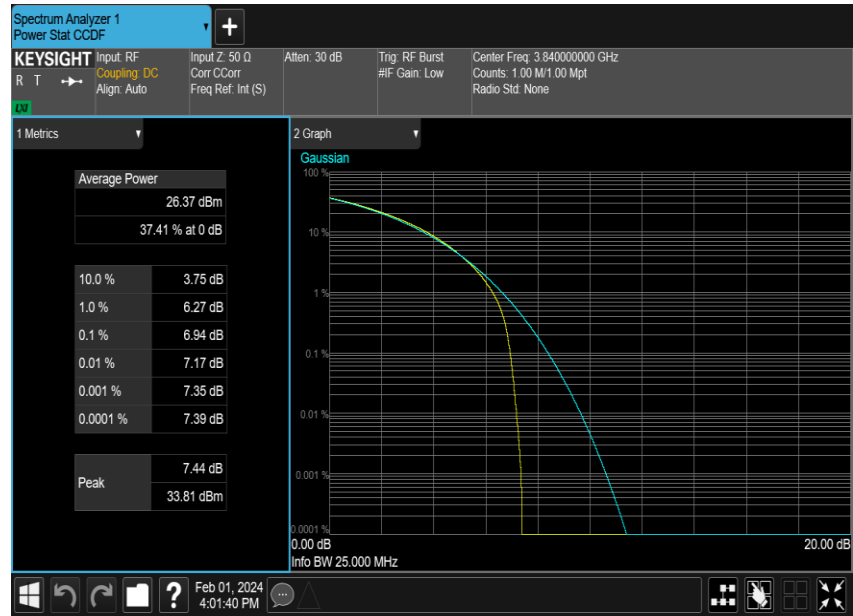 Spectrum Analyzer 1
Power Stat CCDF
+
KEYSIGHT
R T
LXI
Input: RF
Coupling: DC
Align: Auto
Input Z: 50 Ω
Corr CCorr
Freq Ref: Int (S)
Atten: 30 dB
Trig: RF Burst
#IF Gain: Low
Center Freq: 3.840000000 GHz
Counts: 1.00 M/1.00 Mpt
Radio Std: None
1 Metrics
Average Power
26.37 dBm
37.41 % at 0 dB
10.0 % 3.75 dB
1.0 % 6.27 dB
0.1 % 6.94 dB
0.01 % 7.17 dB
0.001 % 7.35 dB
0.0001 % 7.39 dB
Peak
7.44 dB
33.81 dBm
2 Graph
Gaussian
100 %
10 %
1 %
0.1 %
0.01 %
0.001 %
0.0001 %
0.00 dB 20.00 dB
Info BW 25.000 MHz
?
Feb 01, 2024
4:01:40 PM